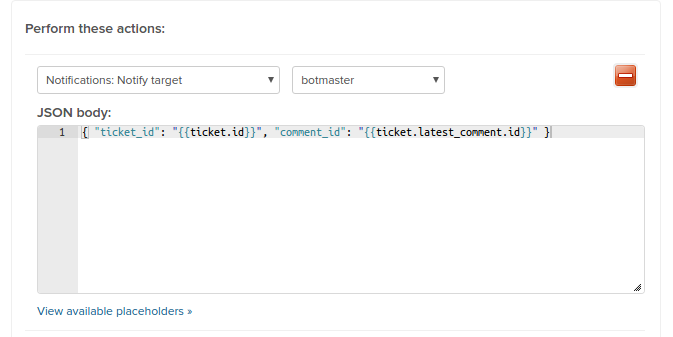 Perform these actions:
Notifications: Notify target botmaster
JSON body:
1 { "ticket_id": "{{ticket.id}}", "comment_id": "{{ticket.latest_comment.id}}" }
View available placeholders »